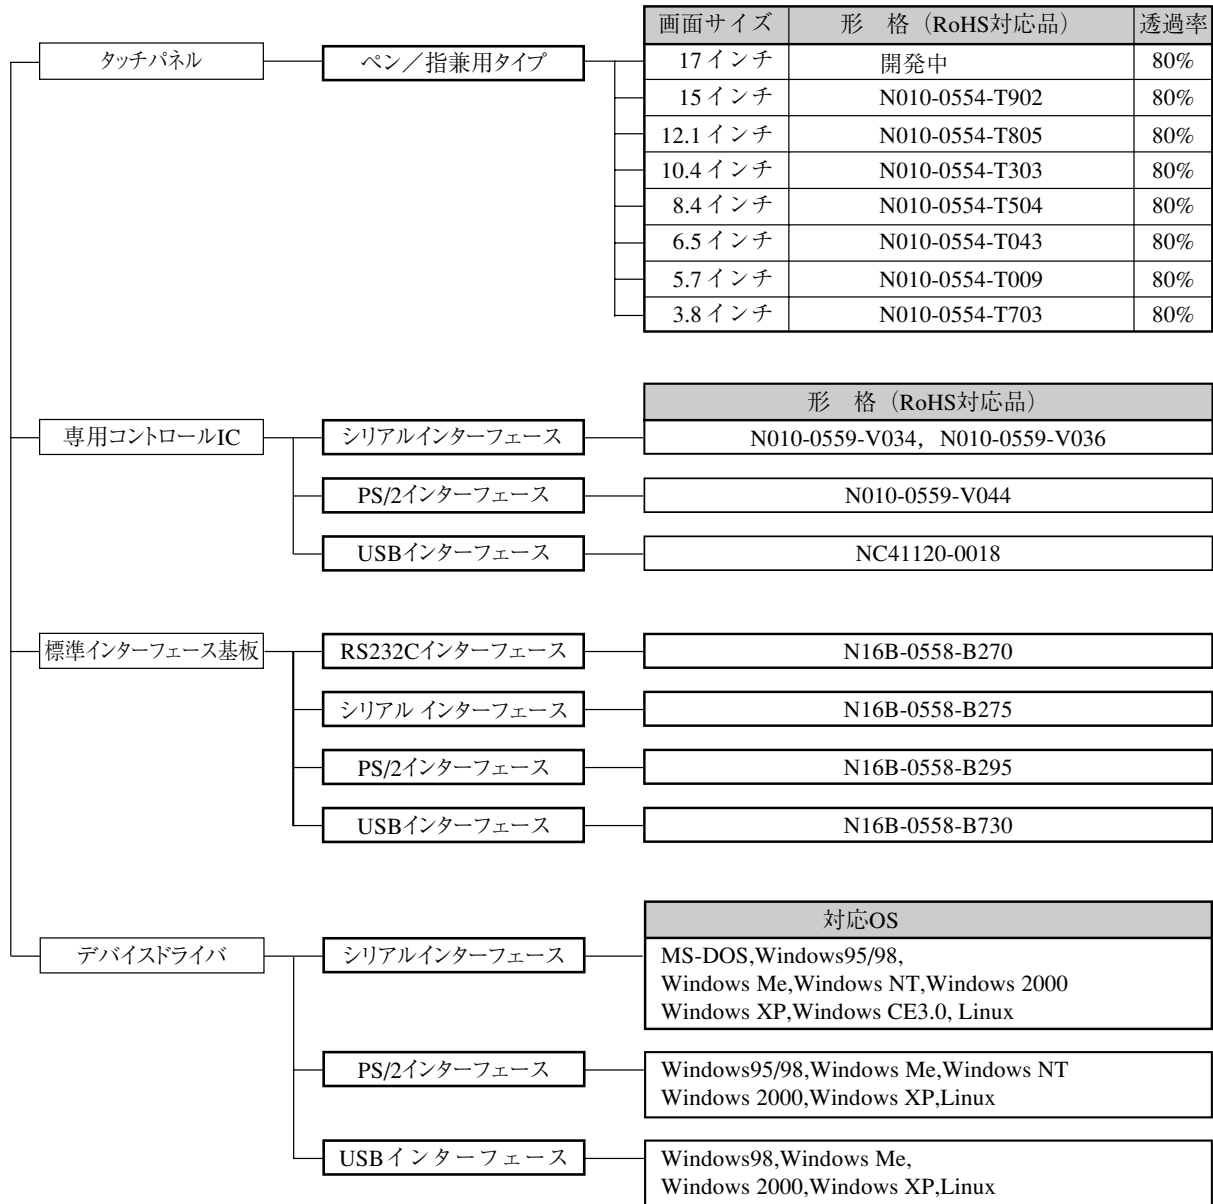 画面サイズ 形　格（RoHS対応品） 透過率
タッチパネル ペン／指兼用タイプ 17インチ 開発中 80%
15インチ N010-0554-T902 80%
12.1インチ N010-0554-T805 80%
10.4インチ N010-0554-T303 80%
8.4インチ N010-0554-T504 80%
6.5インチ N010-0554-T043 80%
5.7インチ N010-0554-T009 80%
3.8インチ N010-0554-T703 80%
形　格（RoHS対応品）
専用コントロールIC シリアルインターフェース N010-0559-V034，N010-0559-V036
PS/2インターフェース N010-0559-V044
USBインターフェース NC41120-0018
標準インターフェース基板 RS232Cインターフェース N16B-0558-B270
シリアル インターフェース N16B-0558-B275
PS/2インターフェース N16B-0558-B295
USBインターフェース N16B-0558-B730
対応OS
デバイスドライバ シリアルインターフェース MS-DOS,Windows95/98,
Windows Me,Windows NT,Windows 2000
Windows XP,Windows CE3.0, Linux
PS/2インターフェース Windows95/98,Windows Me,Windows NT
Windows 2000,Windows XP,Linux
USBインターフェース Windows98,Windows Me,
Windows 2000,Windows XP,Linux